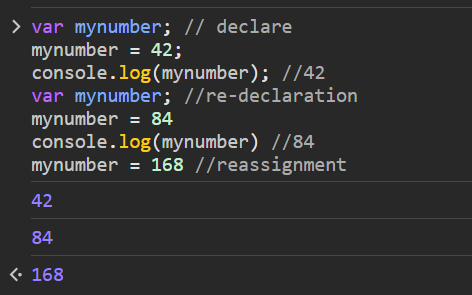 var mynumber; // declare
mynumber = 42;
console.log(mynumber); //42
var mynumber; //re-declaration
mynumber = 84
console.log(mynumber) //84
mynumber = 168 //reassignment
42
84
168